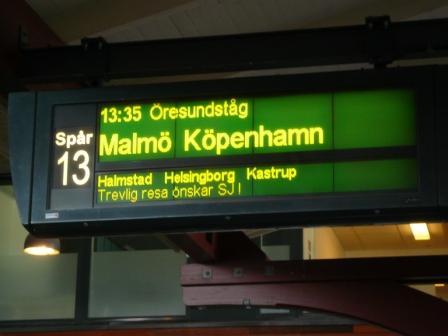 13:35 Öresundståg
Spår
13
Malmö Köpenhamn
Halmstad Helsingborg Kastrup
Trevlig resa önskar SJ!